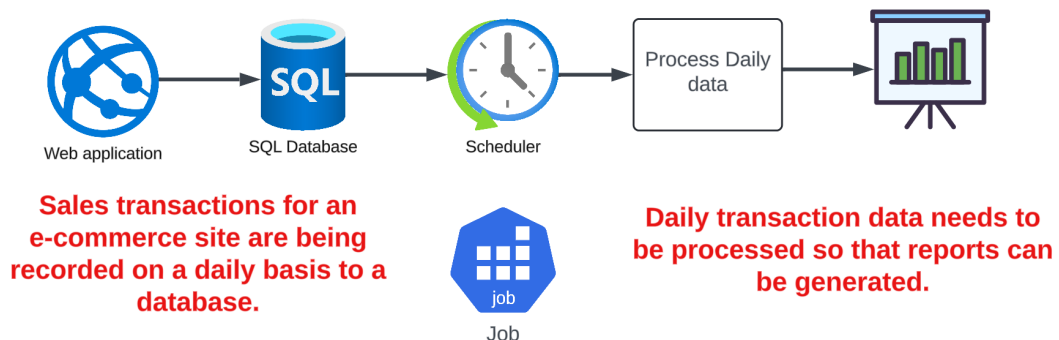 SQL
Process Daily
data
Web application
SQL Database
Scheduler
Sales transactions for an
e-commerce site are being
recorded on a daily basis to a
database.
job
Job
Daily transaction data needs to
be processed so that reports can
be generated.